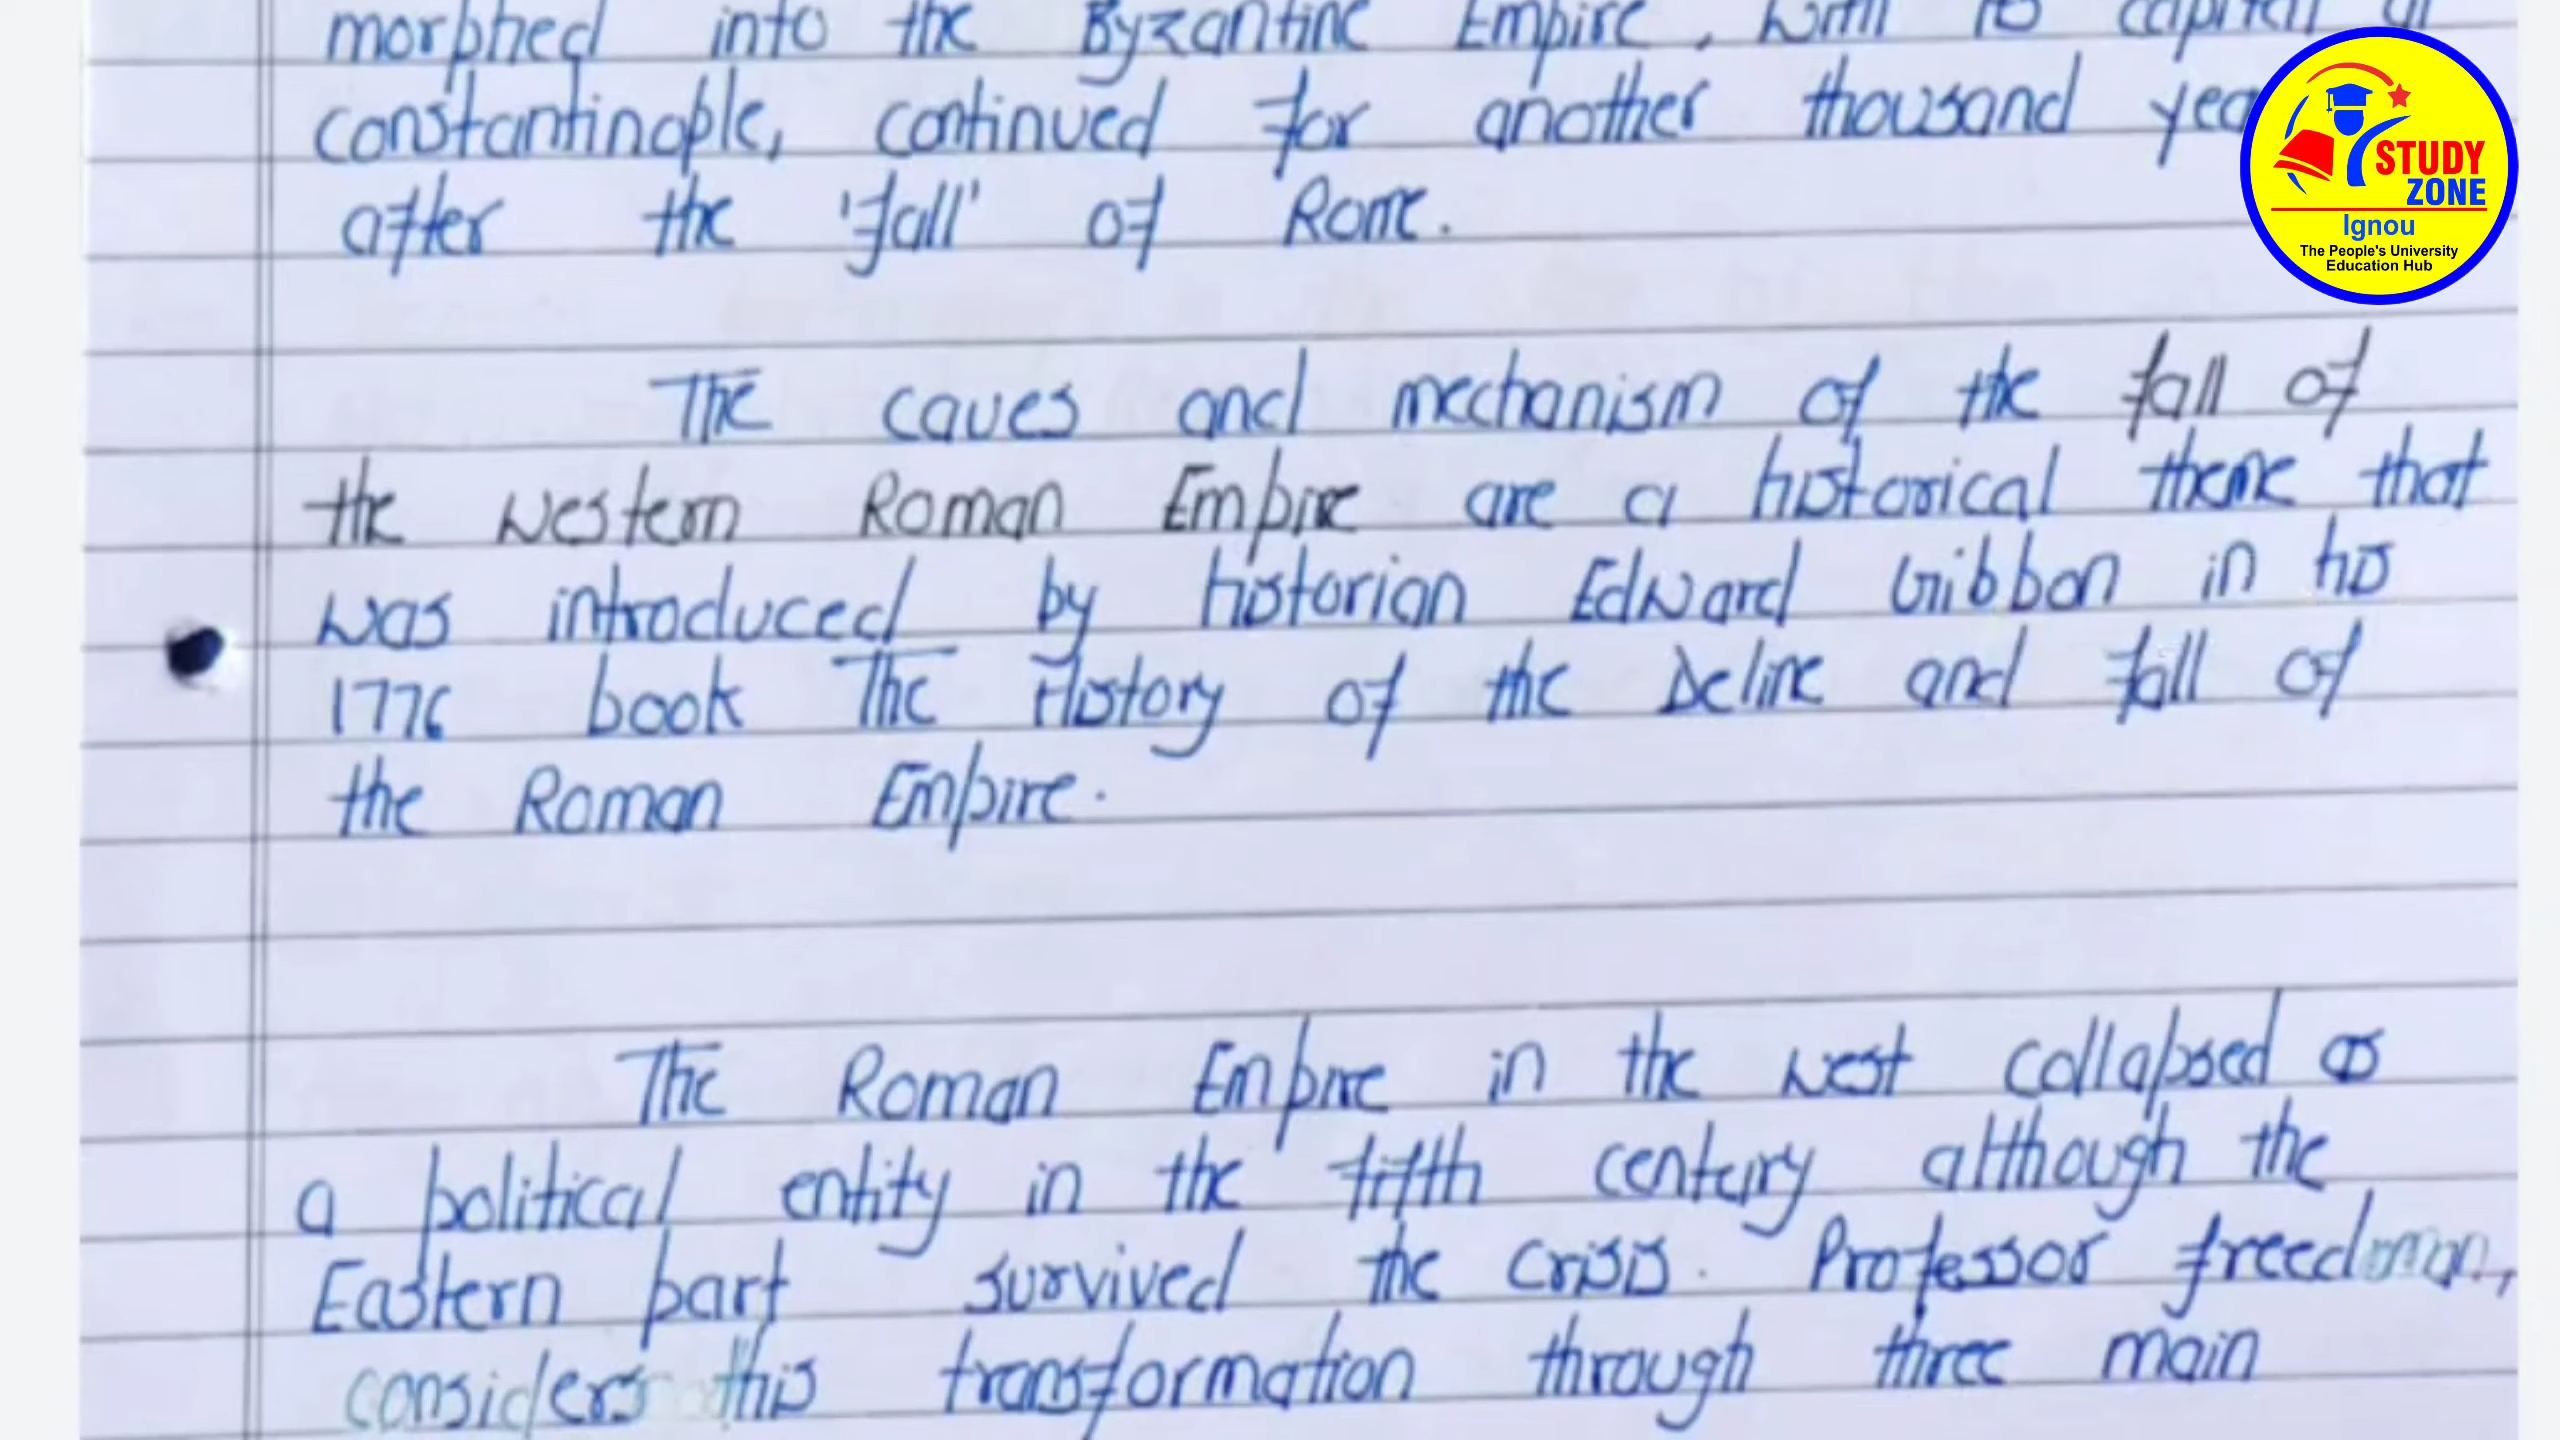 morphed into the Byzantine Empire, with its capital at
constantinople, continued for another thousand
after the 'fall' of Rome.
The caues and mechanism of the fall of
the western Roman Empire are a historical theme that
was introduced by historian Edward Gibbon in his
1776 book The History of the Deline and fall of
the Roman Empire.
The Roman Empire in the west collapsed as
a political entity in the fifth century although the
Eastern part survived the crisis. Professor freedoman,
considers this transformation through three main
STUDY
ZONE
Ignou
The People's University
Education Hub